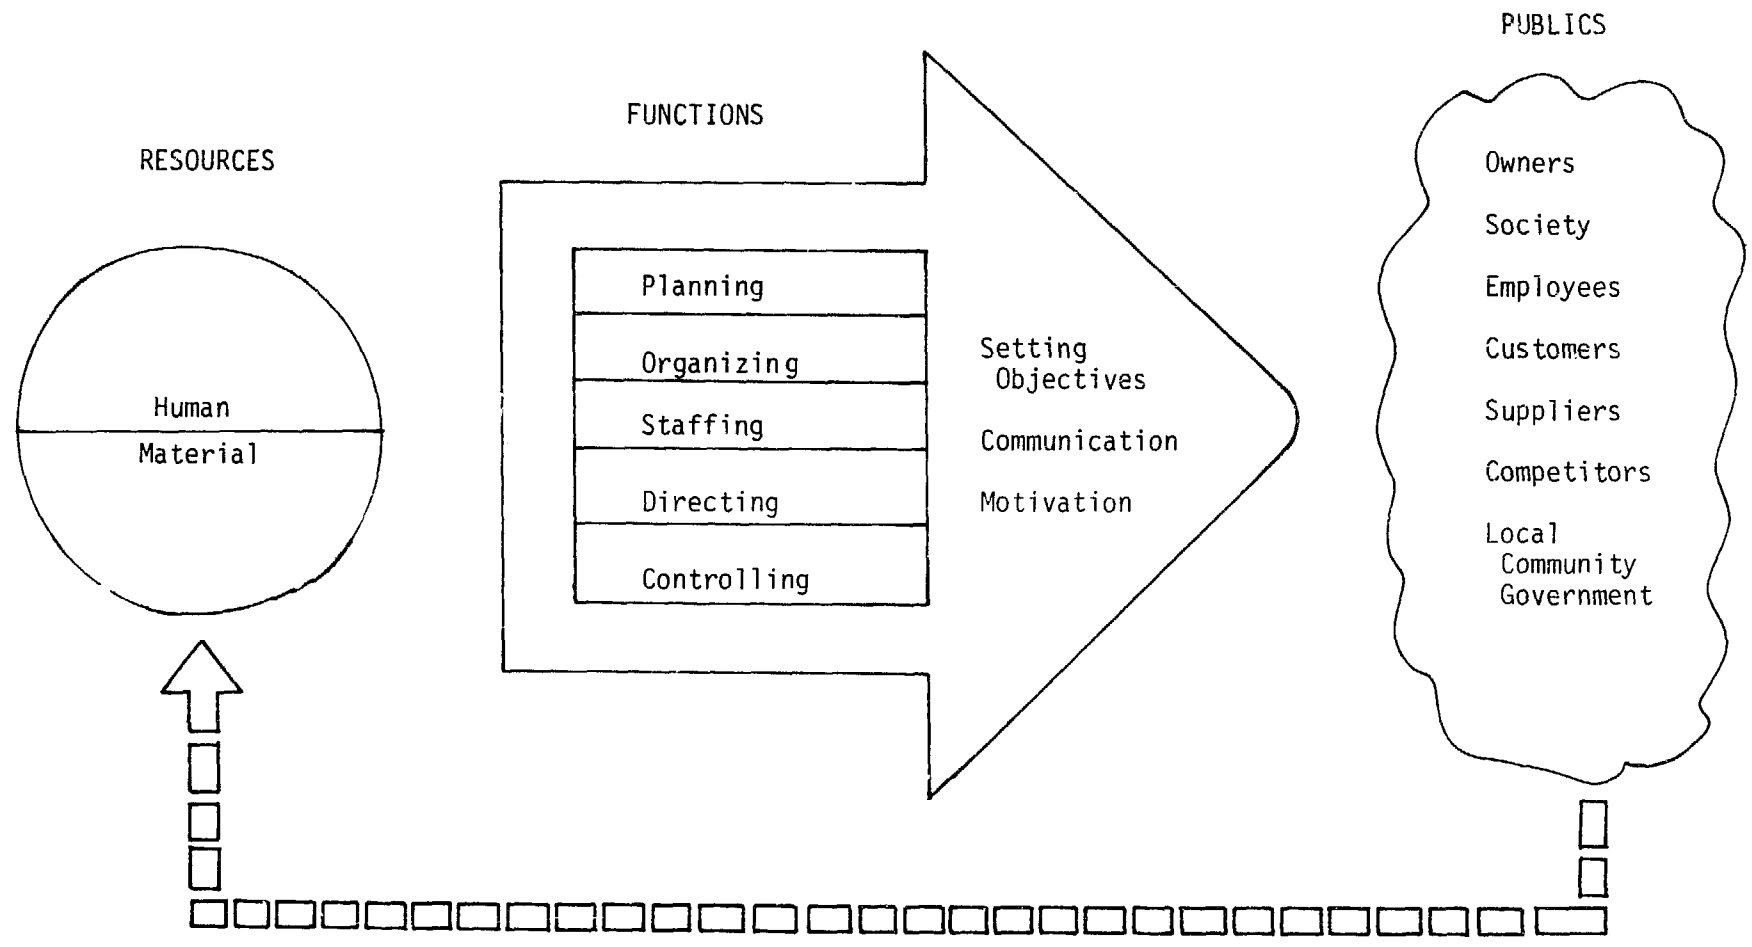 PUBLICS
FUNCTIONS
RESOURCES
Human
Material
Planning
Organizing
Staffing
Directing
Controlling
Setting
Objectives
Communication
Motivation
Owners
Society
Employees
Customers
Suppliers
Competitors
Local
Community
Government